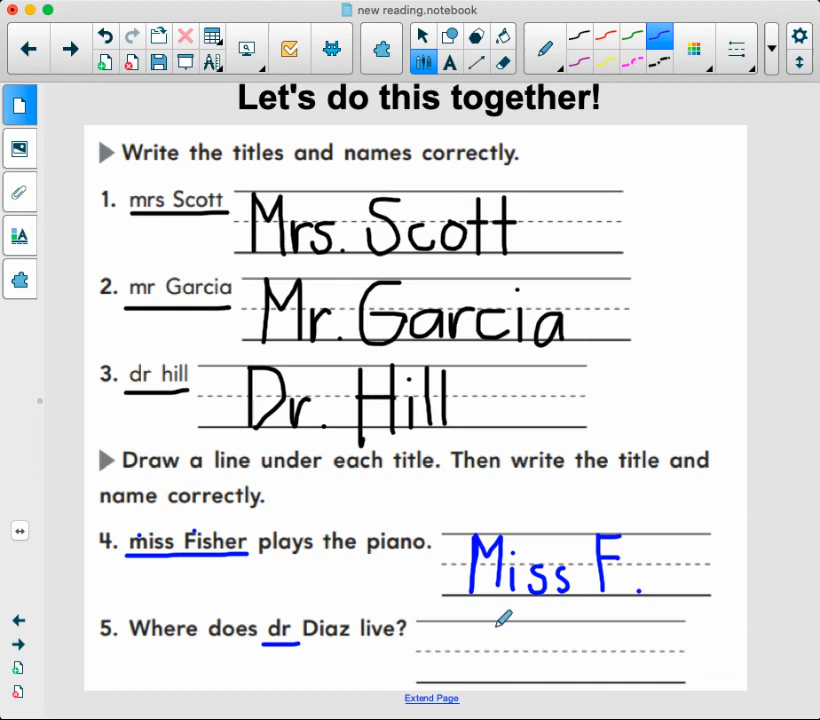 new reading.notebook
Let's do this together!
Write the titles and names correctly.
1. mrs Scott Mrs. Scott
2. mr Garcia Mr. Garcia
3. dr hill Dr. Hill
Draw a line under each title. Then write the title and
name correctly.
4. miss Fisher plays the piano. Miss F.
5. Where does dr Diaz live?
Extend Page